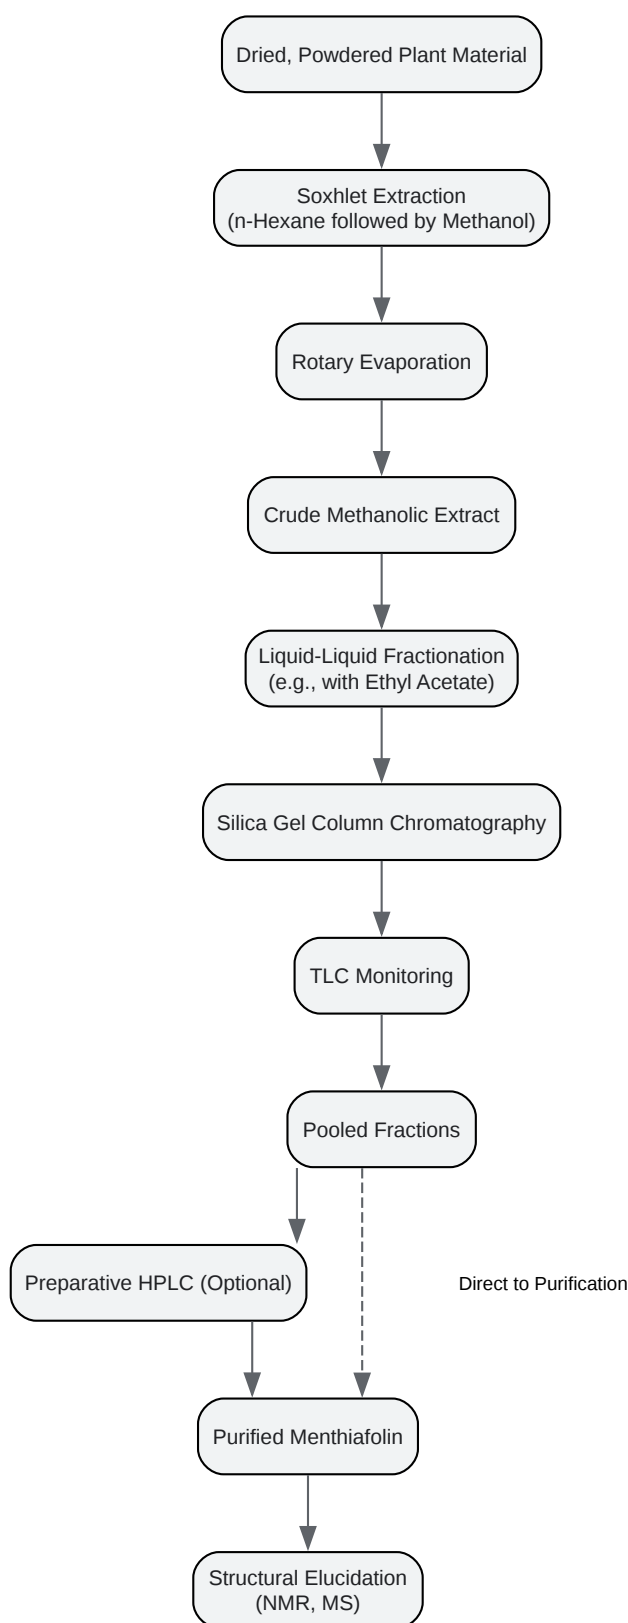 Dried, Powdered Plant Material
Soxhlet Extraction
(n-Hexane followed by Methanol)
Rotary Evaporation
Crude Methanolic Extract
Liquid-Liquid Fractionation
(e.g., with Ethyl Acetate)
Silica Gel Column Chromatography
TLC Monitoring
Pooled Fractions
Preparative HPLC (Optional)
Direct to Purification
Purified Menthiafolin
Structural Elucidation
(NMR, MS)